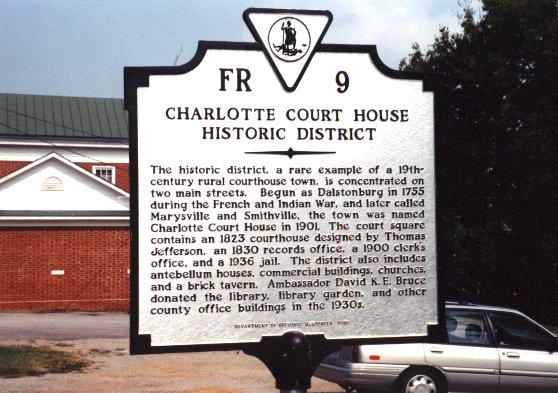 FR 9
CHARLOTTE COURT HOUSE
HISTORIC DISTRICT
The historic district, a rare example of a 19th-
century rural courthouse town, is concentrated on
two main streets. Begun as Dalstonburg in 1755
during the French and Indian War, and later called
Marysville and Smithville, the town was named
Charlotte Court House in 1901. The court square
contains an 1823 courthouse designed by Thomas
Jefferson, an 1830 records office, a 1900 clerk's
office, and a 1936 jail. The district also includes
antebellum houses, commercial buildings, churches,
and a brick tavern. Ambassador David K. E. Bruce
donated the library, library garden, and other
county office buildings in the 1930s.
DEPARTMENT OF HISTORIC RESOURCES